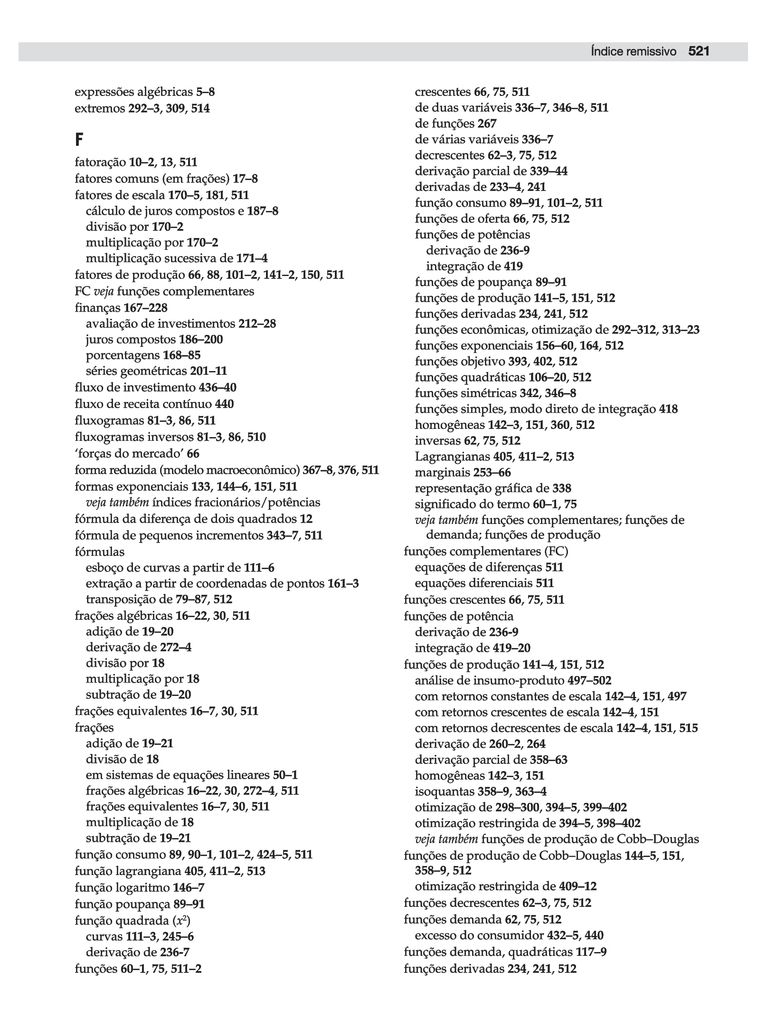 Índice remissivo 521
expressões algébricas 5–8
extremos 292–3, 309, 514
F
fatoração 10–2, 13, 511
fatores comuns (em frações) 17–8
fatores de escala 170–5, 181, 511
cálculo de juros compostos e 187–8
divisão por 170–2
multiplicação por 170–2
multiplicação sucessiva de 171–4
fatores de produção 66, 88, 101–2, 141–2, 150, 511
FC veja funções complementares
finanças 167–228
avaliação de investimentos 212–28
juros compostos 186–200
porcentagens 168–85
séries geométricas 201–11
fluxo de investimento 436–40
fluxo de receita contínuo 440
fluxogramas 81–3, 86, 511
fluxogramas inversos 81–3, 86, 510
‘forças do mercado’ 66
forma reduzida (modelo macroeconômico) 367–8, 376, 511
formas exponenciais 133, 144–6, 151, 511
veja também índices fracionários/potências
fórmula da diferença de dois quadrados 12
fórmula de pequenos incrementos 343–7, 511
fórmulas
esboço de curvas a partir de 111–6
extração a partir de coordenadas de pontos 161–3
transposição de 79–87, 512
frações algébricas 16–22, 30, 511
adição de 19–20
derivação de 272–4
divisão por 18
multiplicação por 18
subtração de 19–20
frações equivalentes 16–7, 30, 511
frações
adição de 19–21
divisão de 18
em sistemas de equações lineares 50–1
frações algébricas 16–22, 30, 272–4, 511
frações equivalentes 16–7, 30, 511
multiplicação de 18
subtração de 19–21
função consumo 89, 90–1, 101–2, 424–5, 511
função lagrangiana 405, 411–2, 513
função logaritmo 146–7
função poupança 89–91
função quadrada (x²)
curvas 111–3, 245–6
derivação de 236-7
funções 60–1, 75, 511–2
crescentes 66, 75, 511
de duas variáveis 336–7, 346–8, 511
de funções 267
de várias variáveis 336–7
decrescentes 62–3, 75, 512
derivação parcial de 339–44
derivadas de 233–4, 241
função consumo 89–91, 101–2, 511
funções de oferta 66, 75, 512
funções de potências
derivação de 236-9
integração de 419
funções de poupança 89–91
funções de produção 141–5, 151, 512
funções derivadas 234, 241, 512
funções econômicas, otimização de 292–312, 313–23
funções exponenciais 156–60, 164, 512
funções objetivo 393, 402, 512
funções quadráticas 106–20, 512
funções simétricas 342, 346–8
funções simples, modo direto de integração 418
homogêneas 142–3, 151, 360, 512
inversas 62, 75, 512
Lagrangianas 405, 411–2, 513
marginais 253–66
representação gráfica de 338
significado do termo 60–1, 75
veja também funções complementares; funções de
demanda; funções de produção
funções complementares (FC)
equações de diferenças 511
equações diferenciais 511
funções crescentes 66, 75, 511
funções de potência
derivação de 236-9
integração de 419–20
funções de produção 141–4, 151, 512
análise de insumo-produto 497–502
com retornos constantes de escala 142–4, 151, 497
com retornos crescentes de escala 142–4, 151
com retornos decrescentes de escala 142–4, 151, 515
derivação de 260–2, 264
derivação parcial de 358–63
homogêneas 142–3, 151
isoquantas 358–9, 363–4
otimização de 298–300, 394–5, 399–402
otimização restringida de 394–5, 398–402
veja também funções de produção de Cobb–Douglas
funções de produção de Cobb–Douglas 144–5, 151,
358–9, 512
otimização restringida de 409–12
funções decrescentes 62–3, 75, 512
funções demanda 62, 75, 512
excesso do consumidor 432–5, 440
funções demanda, quadráticas 117–9
funções derivadas 234, 241, 512